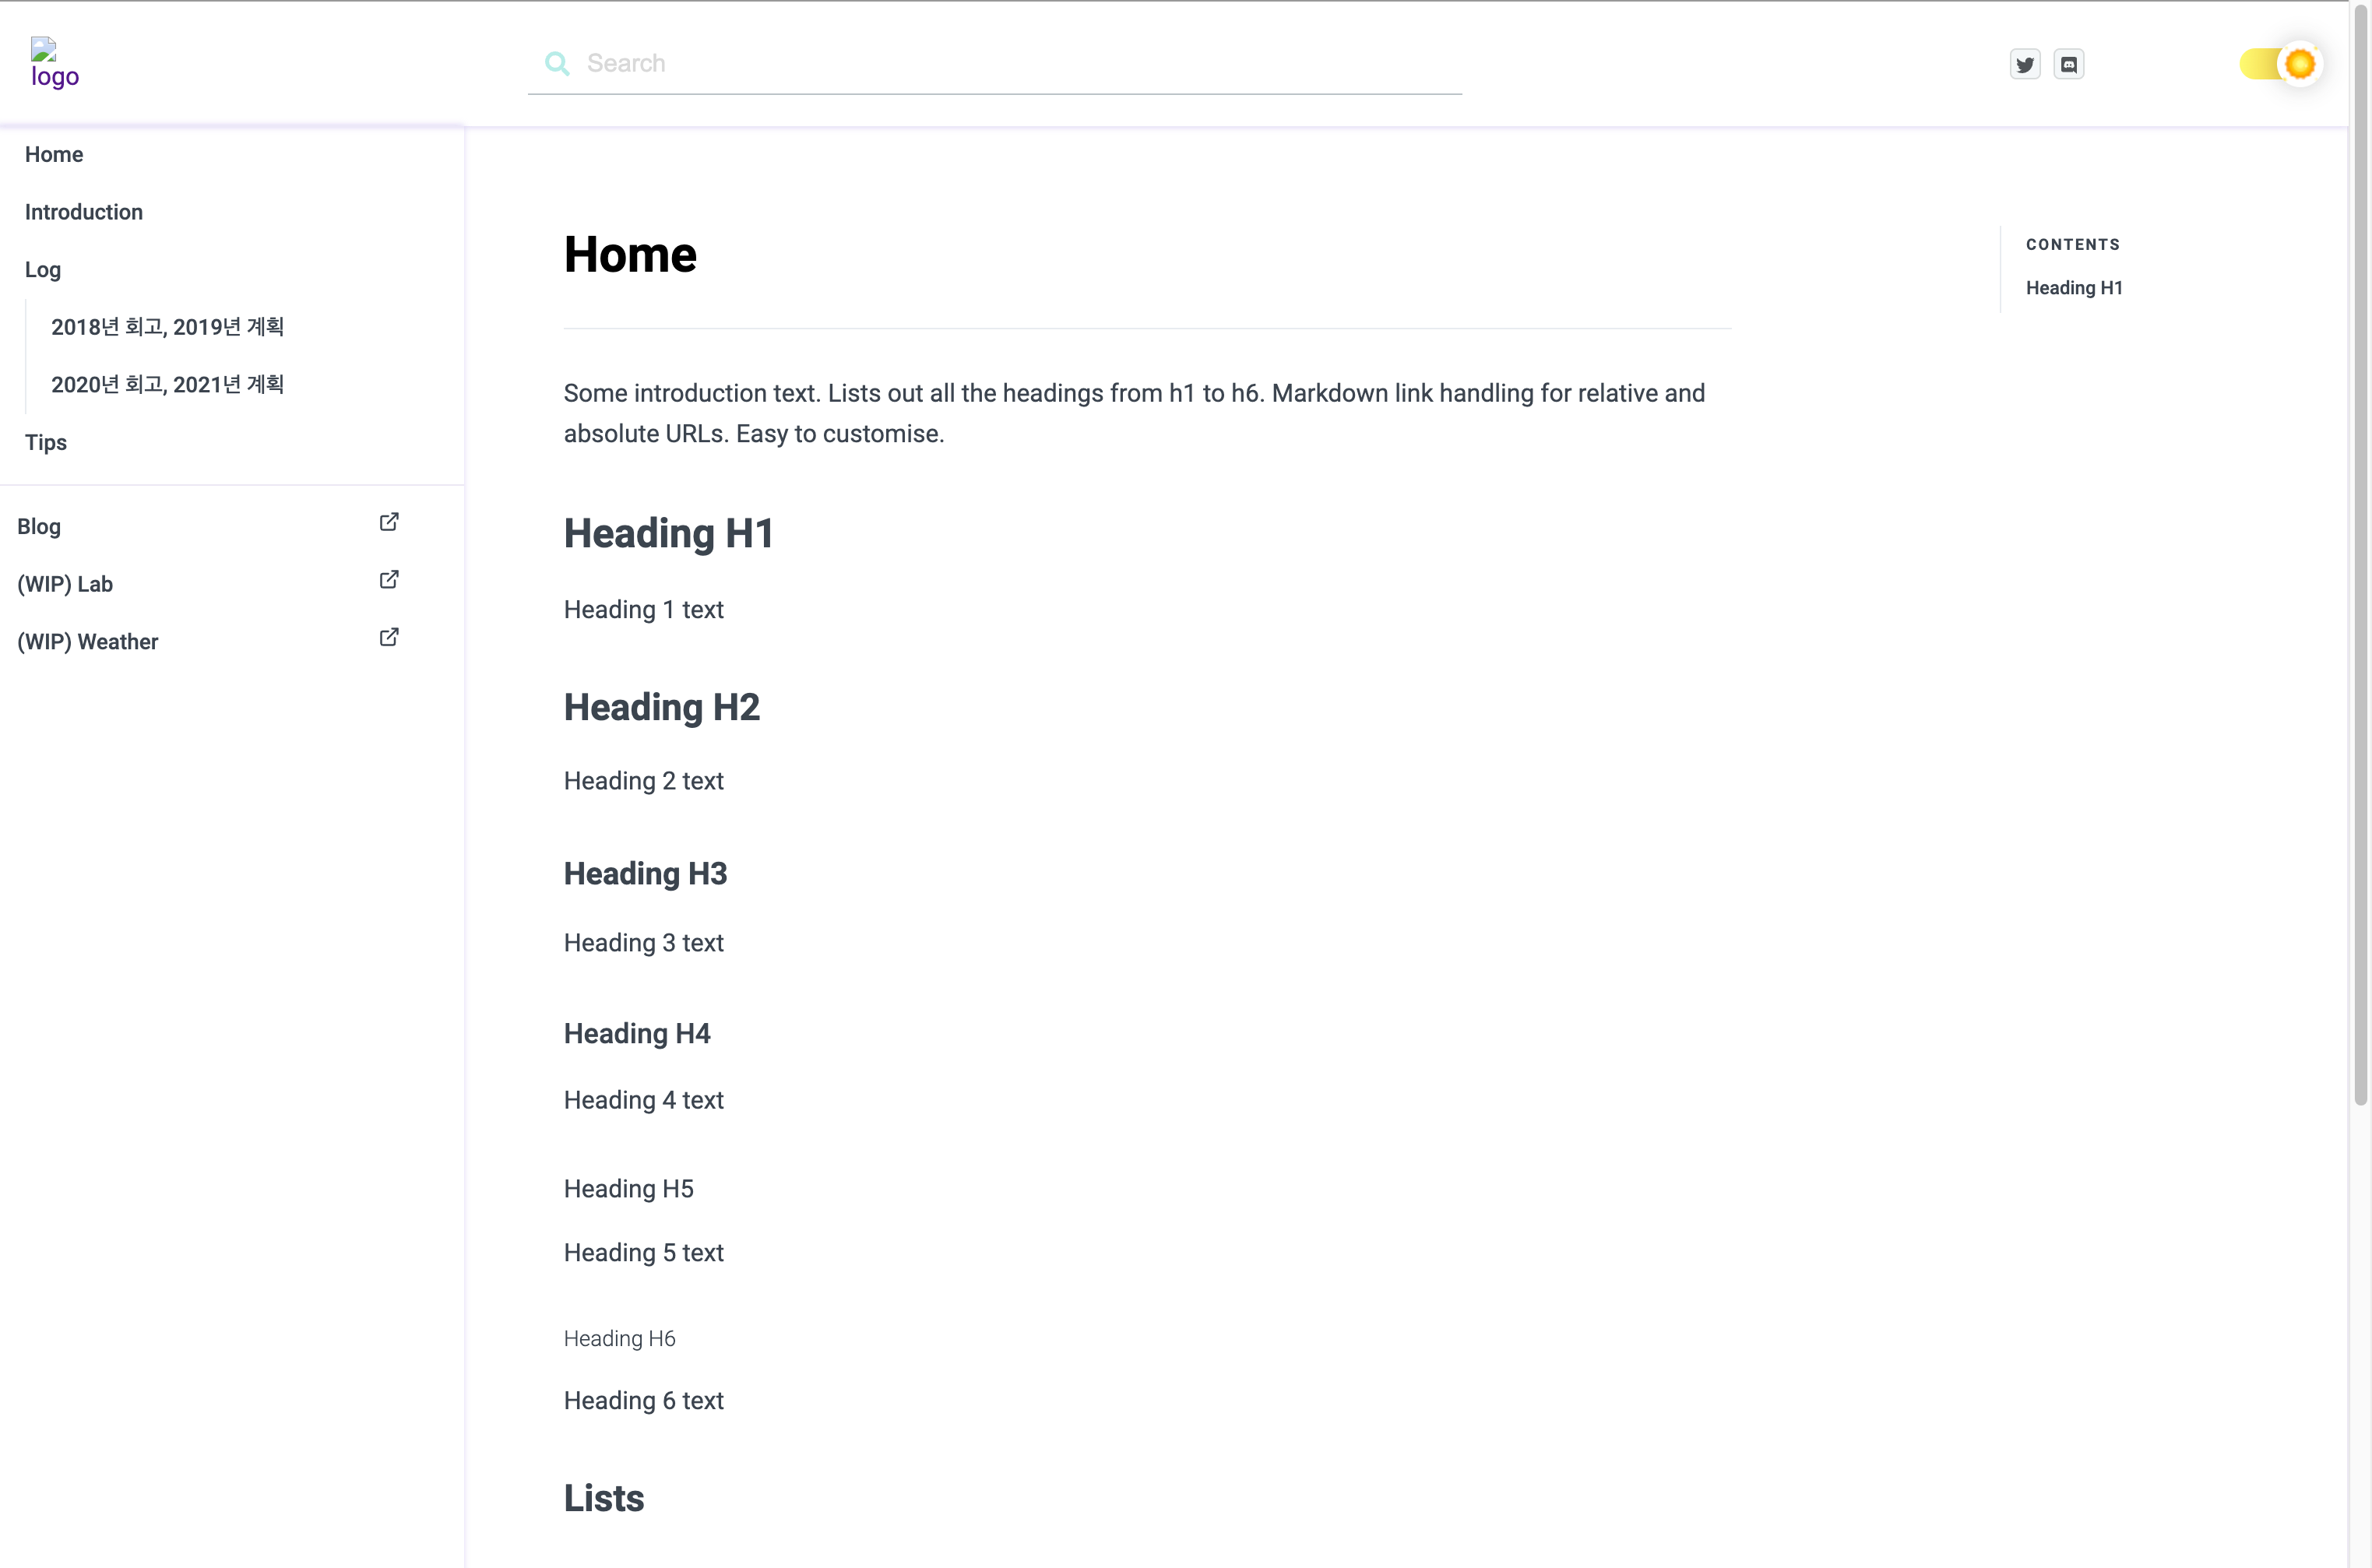 logo
Search
Home
Introduction
Log
2018년 회고, 2019년 계획
2020년 회고, 2021년 계획
Tips
Blog
(WIP) Lab
(WIP) Weather
Home
Some introduction text. Lists out all the headings from h1 to h6. Markdown link handling for relative and
absolute URLs. Easy to customise.
Heading H1
Heading 1 text
Heading H2
Heading 2 text
Heading H3
Heading 3 text
Heading H4
Heading 4 text
Heading H5
Heading 5 text
Heading H6
Heading 6 text
Lists
CONTENTS
Heading H1